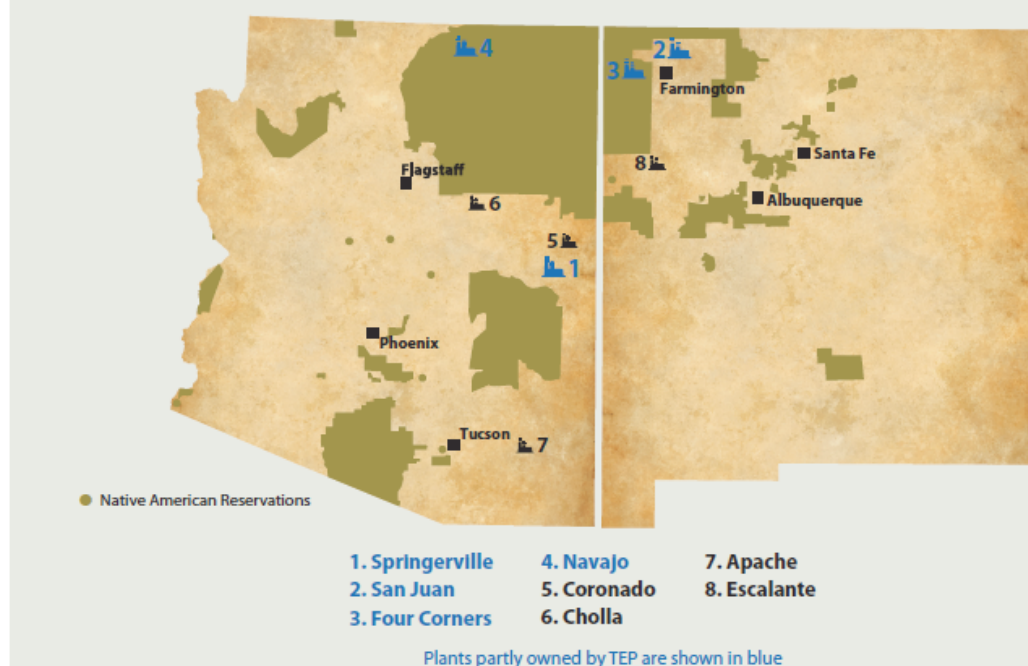 4
2
3
Farmington
8
Santa Fe
Flagstaff
Albuquerque
6
5
1
Phoenix
Tucson
7
Native American Reservations
1. Springerville
2. San Juan
3. Four Corners
4. Navajo
5. Coronado
6. Cholla
7. Apache
8. Escalante
Plants partly owned by TEP are shown in blue